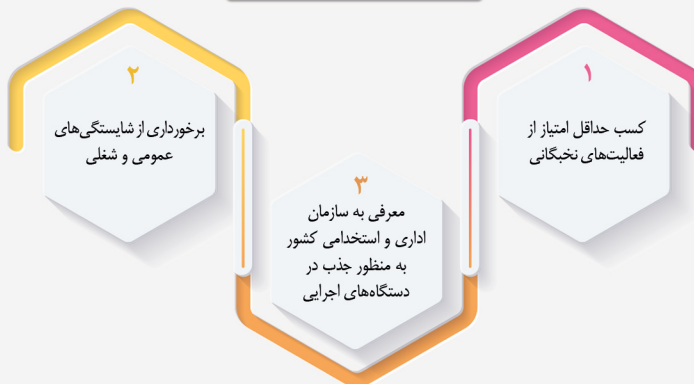 ۱
کسب حداقل امتیاز از
فعالیت‌های نخبگانی
۲
برخورداری از شایستگی‌های
عمومی و شغلی
۳
معرفی به سازمان
اداری و استخدامی کشور
به منظور جذب در
دستگاه‌های اجرایی